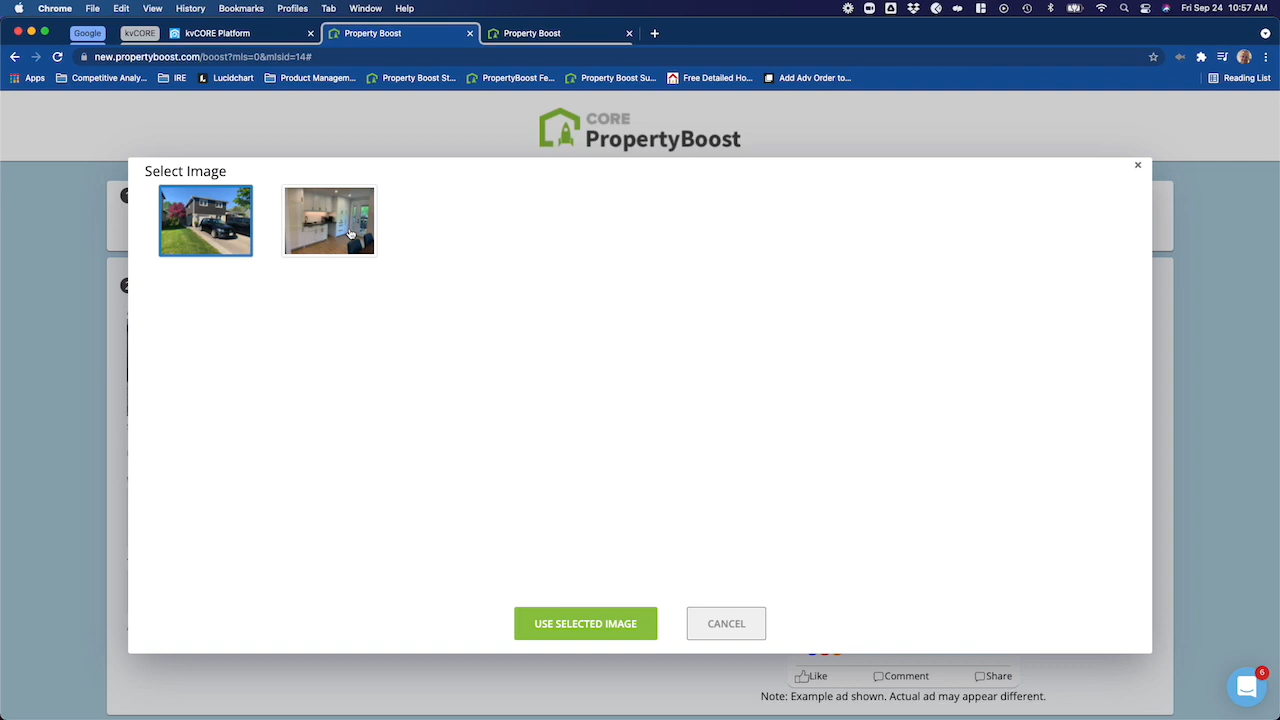 Chrome File Edit View History Bookmarks Profiles Tab Window Help Fri Sep 24 10:57 AM
Google kvCORE kvCORE Platform Property Boost Property Boost
new.propertyboost.com/boost?mls=0&mlsid=14#
Apps Competitive Analy... IRE Lucidchart Product Managem... Property Boost St... PropertyBoost Fe... Property Boost Su... Free Detailed Ho... Add Adv Order to... Reading List
CORE
PropertyBoost
Select Image
×
USE SELECTED IMAGE CANCEL
Like Comment Share
6
Note: Example ad shown. Actual ad may appear different.